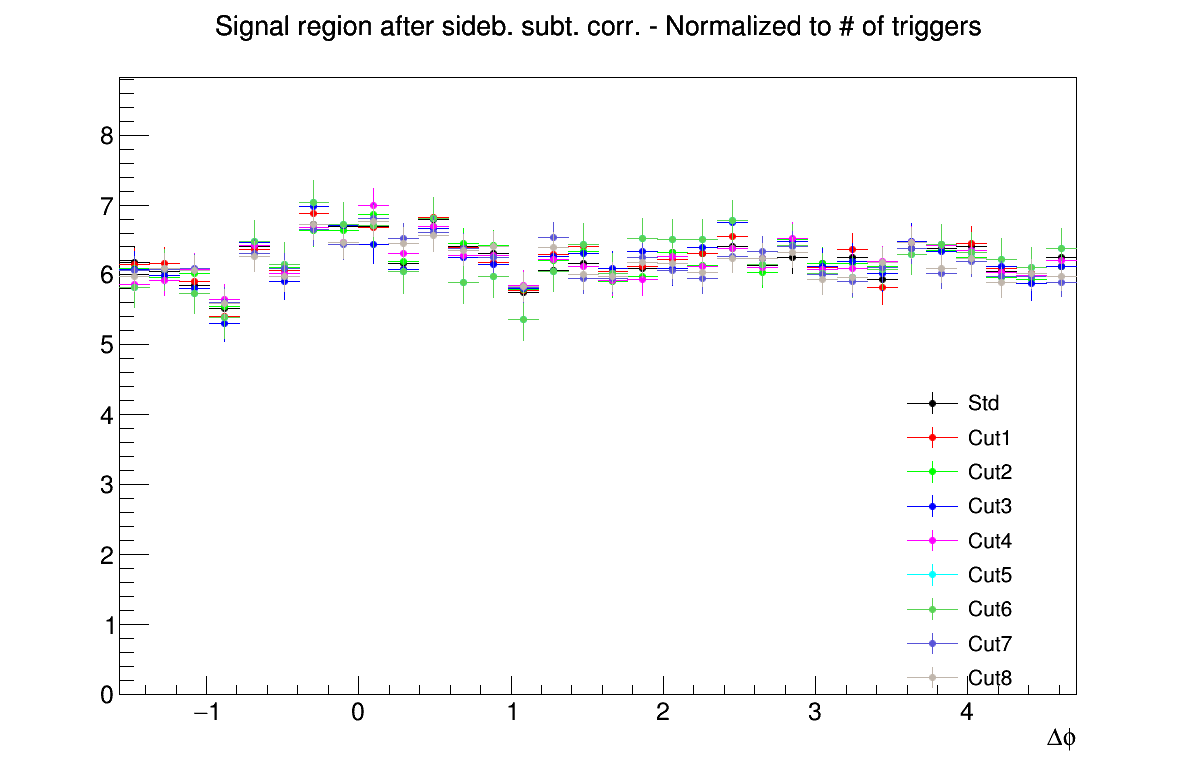 Signal region after sideb. subt. corr. - Normalized to # of triggers
8
7
6
5
4
3
2
1
0
Std
Cut1
Cut2
Cut3
Cut4
Cut5
Cut6
Cut7
Cut8
−1 0 1 2 3 4
Δϕ